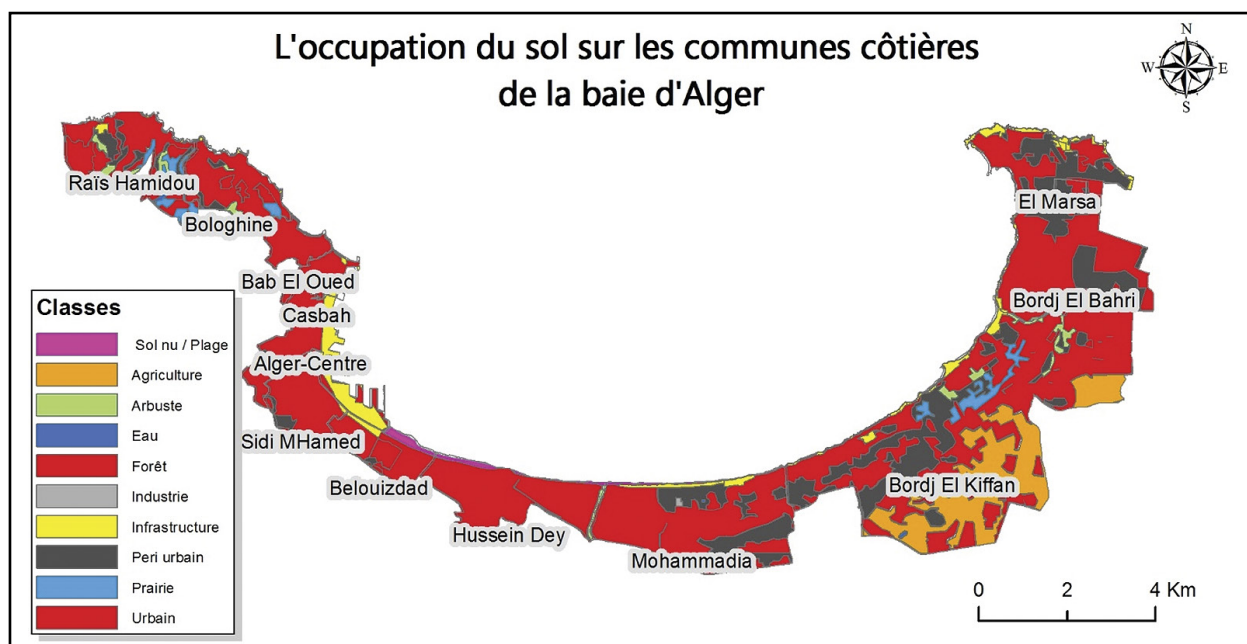 L'occupation du sol sur les communes côtières
de la baie d'Alger
N
W
E
S
Raïs Hamidou
Bologhine
Bab El Oued
Casbah
Alger-Centre
Sidi MHamed
Belouizdad
Hussein Dey
Mohammadia
Bordj El Kiffan
Bordj El Bahri
El Marsa
Classes
Sol nu / Plage
Agriculture
Arbuste
Eau
Forêt
Industrie
Infrastructure
Peri urbain
Prairie
Urbain
0 2 4 Km